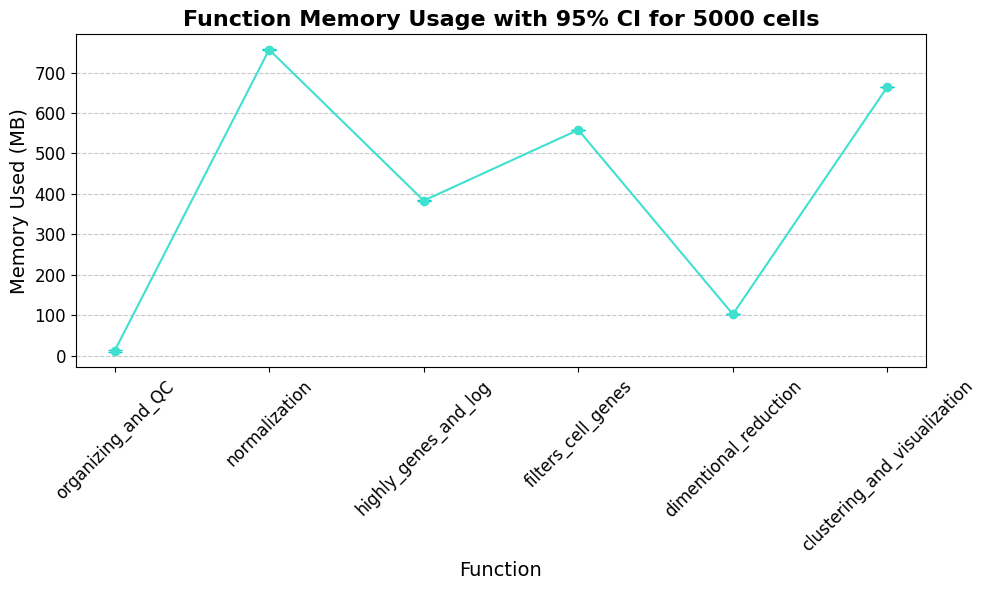 Function Memory Usage with 95% CI for 5000 cells
Memory Used (MB)
700
600
500
400
300
200
100
0
organizing_and_QC
normalization
highly_genes_and_log
filters_cell_genes
dimentional_reduction
clustering_and_visualization
Function